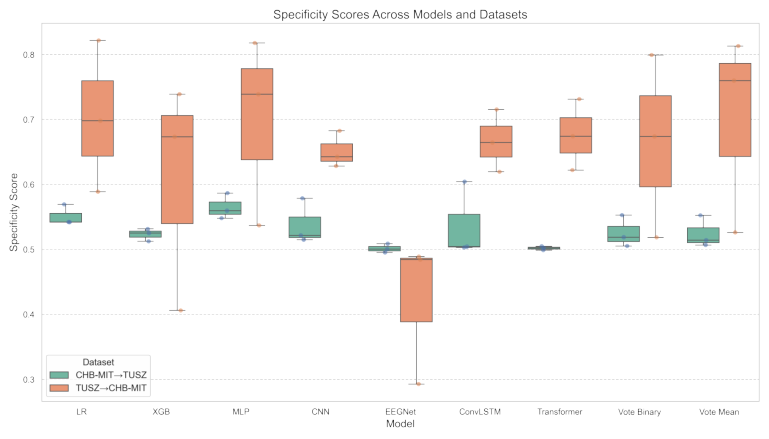 Specificity Scores Across Models and Datasets
Specificity Score
0.8
0.7
0.6
0.5
0.4
0.3
Dataset
CHB-MIT→TUSZ
TUSZ→CHB-MIT
LR XGB MLP CNN EEGNet ConvLSTM Transformer Vote Binary Vote Mean
Model